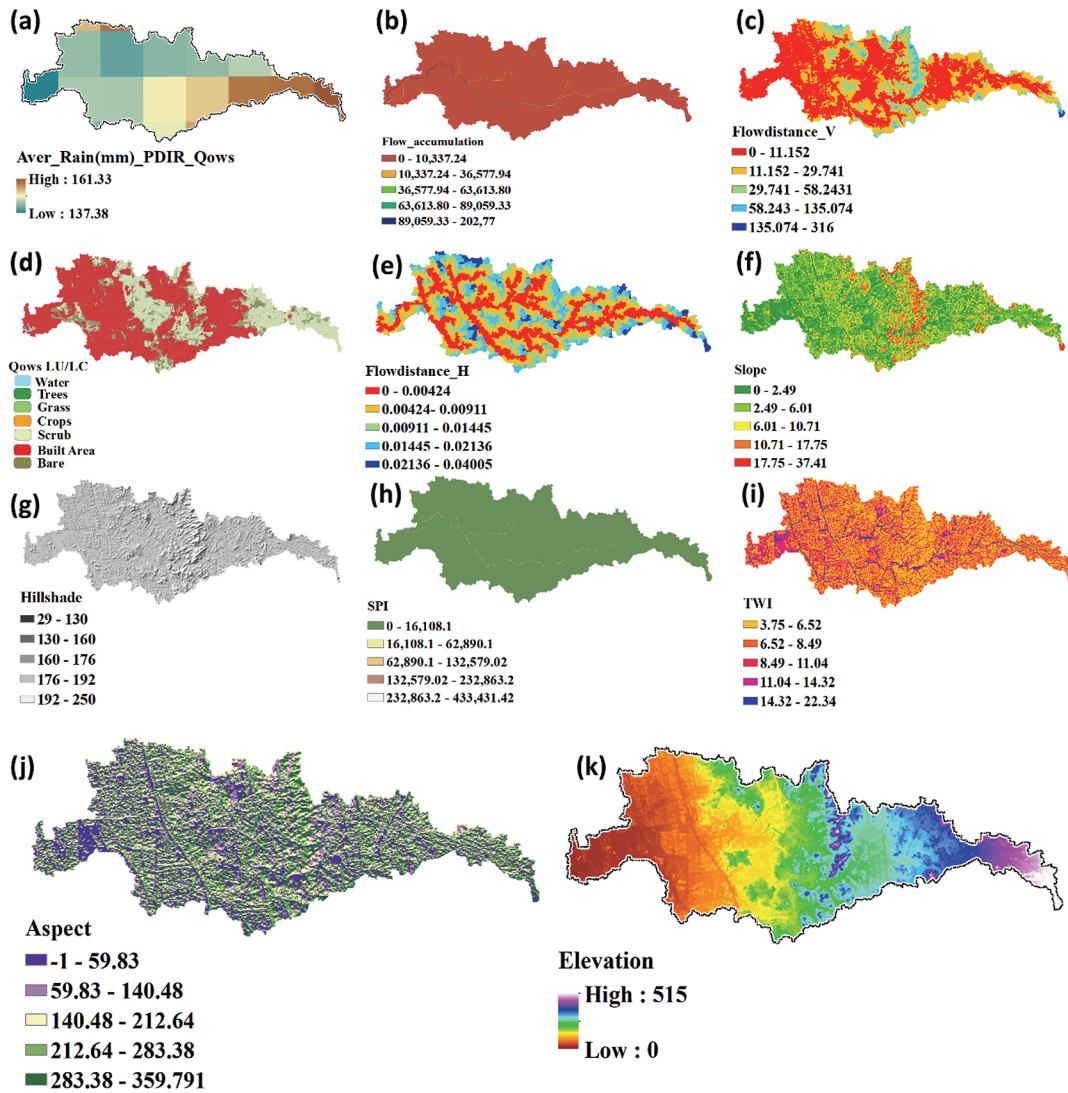 (a)
Aver_Rain(mm)_PDIR_Qows
High : 161.33
Low : 137.38
(b)
Flow_accumulation
0 - 10,337.24
10,337.24 - 36,577.94
36,577.94 - 63,613.80
63,613.80 - 89,059.33
89,059.33 - 202,77
(c)
Flowdistance_V
0 - 11.152
11.152 - 29.741
29.741 - 58.2431
58.243 - 135.074
135.074 - 316
(d)
Qows LU/LC
Water
Trees
Grass
Crops
Scrub
Built Area
Bare
(e)
Flowdistance_H
0 - 0.00424
0.00424- 0.00911
0.00911 - 0.01445
0.01445 - 0.02136
0.02136 - 0.04005
(f)
Slope
0 - 2.49
2.49 - 6.01
6.01 - 10.71
10.71 - 17.75
17.75 - 37.41
(g)
Hillshade
29 - 130
130 - 160
160 - 176
176 - 192
192 - 250
(h)
SPI
0 - 16,108.1
16,108.1 - 62,890.1
62,890.1 - 132,579.02
132,579.02 - 232,863.2
232,863.2 - 433,431.42
(i)
TWI
3.75 - 6.52
6.52 - 8.49
8.49 - 11.04
11.04 - 14.32
14.32 - 22.34
(j)
Aspect
-1 - 59.83
59.83 - 140.48
140.48 - 212.64
212.64 - 283.38
283.38 - 359.791
(k)
Elevation
High : 515
Low : 0